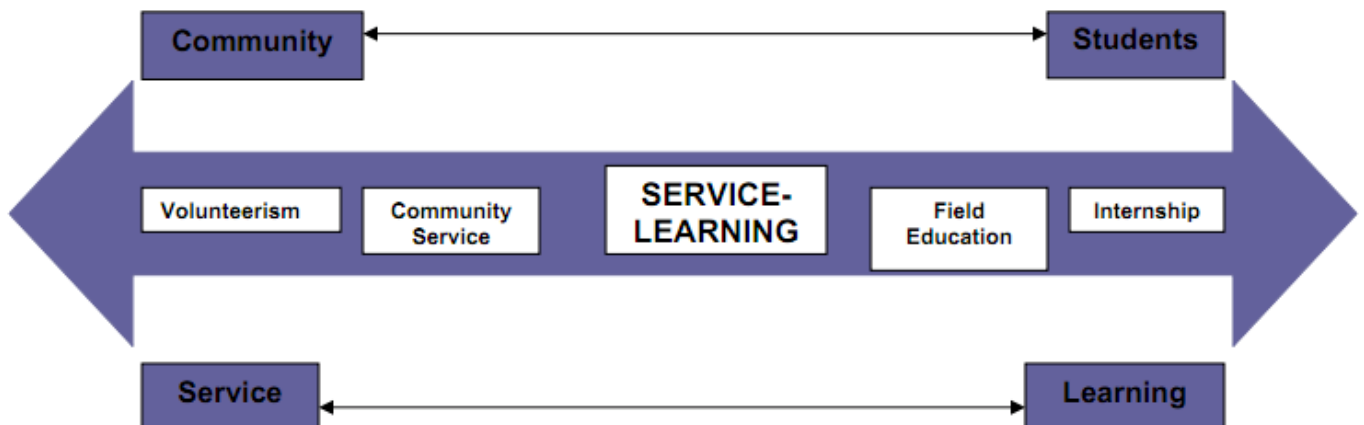 Community
Students
Volunteerism
Community
Service
SERVICE-
LEARNING
Field
Education
Internship
Service
Learning